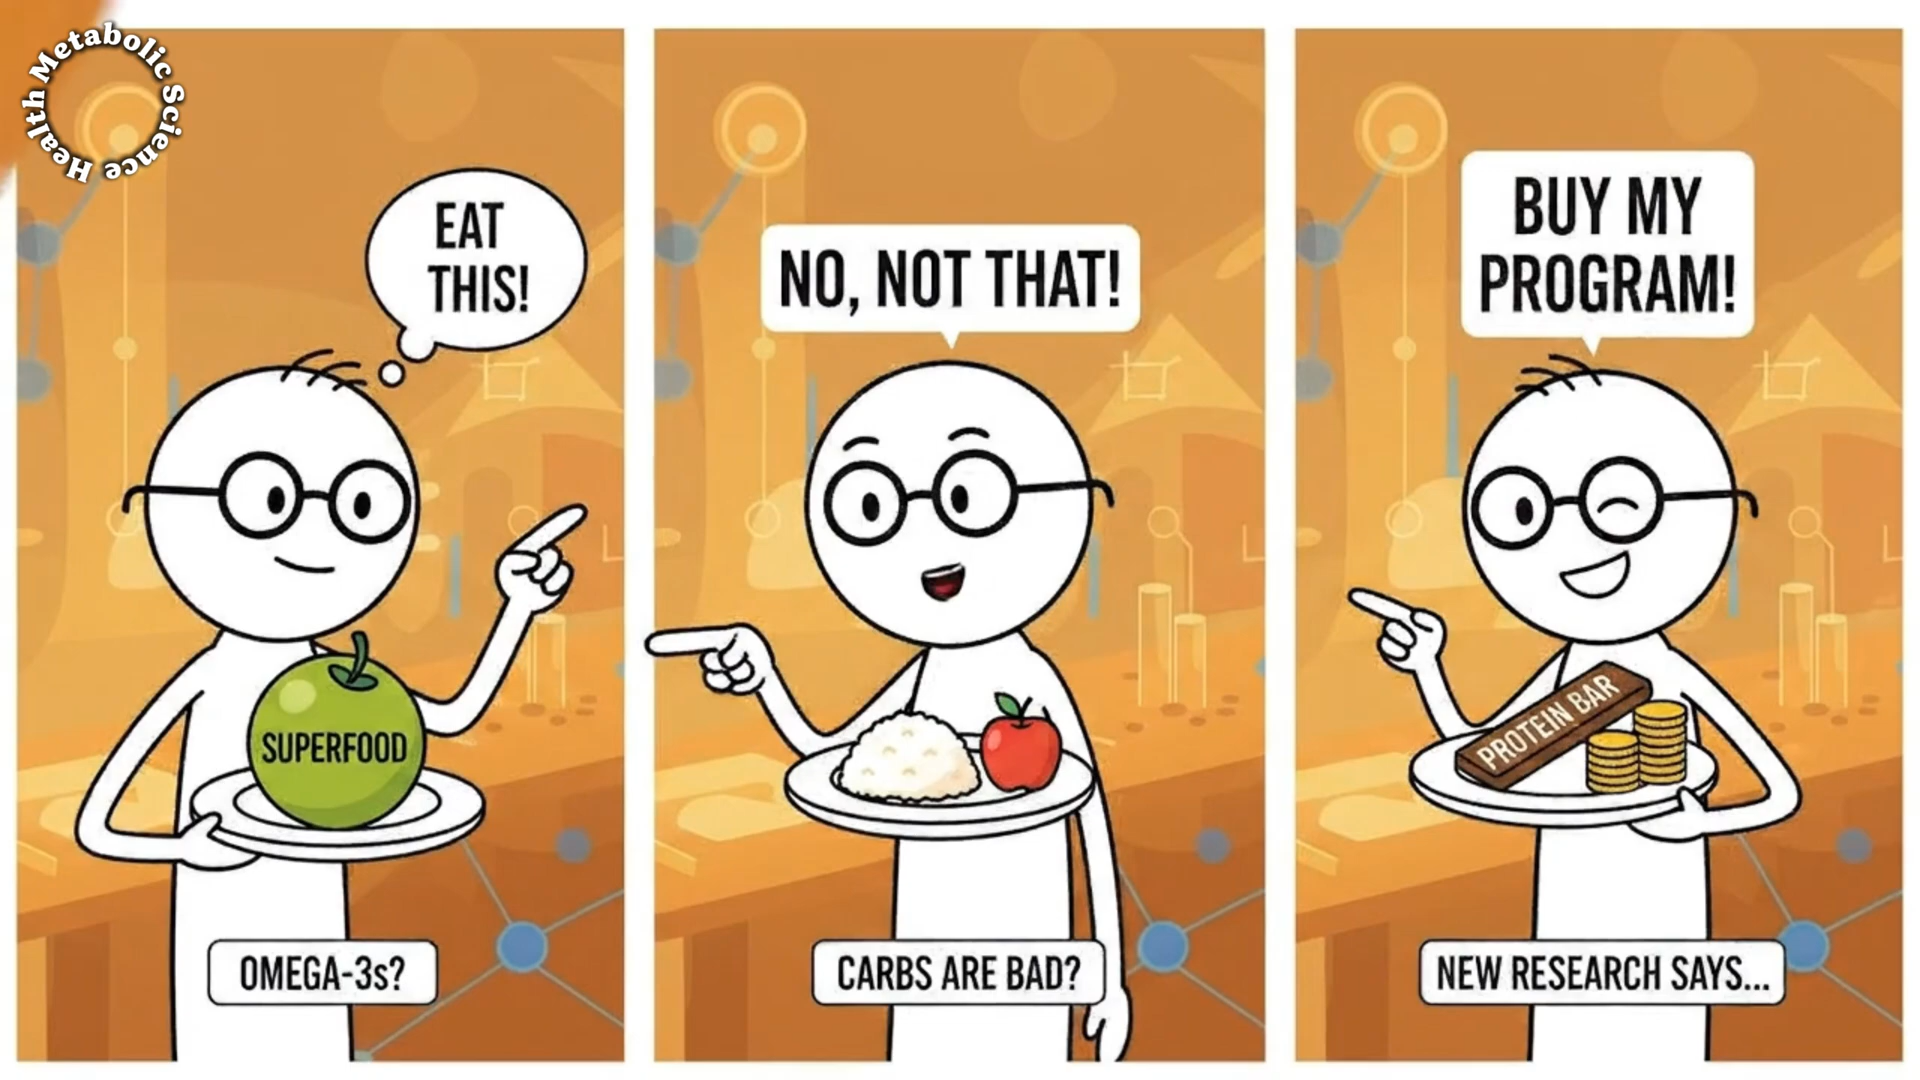 Metabolic Science Health
EAT
THIS!
SUPERFOOD
OMEGA-3s?
NO, NOT THAT!
CARBS ARE BAD?
BUY MY
PROGRAM!
PROTEIN BAR
NEW RESEARCH SAYS...